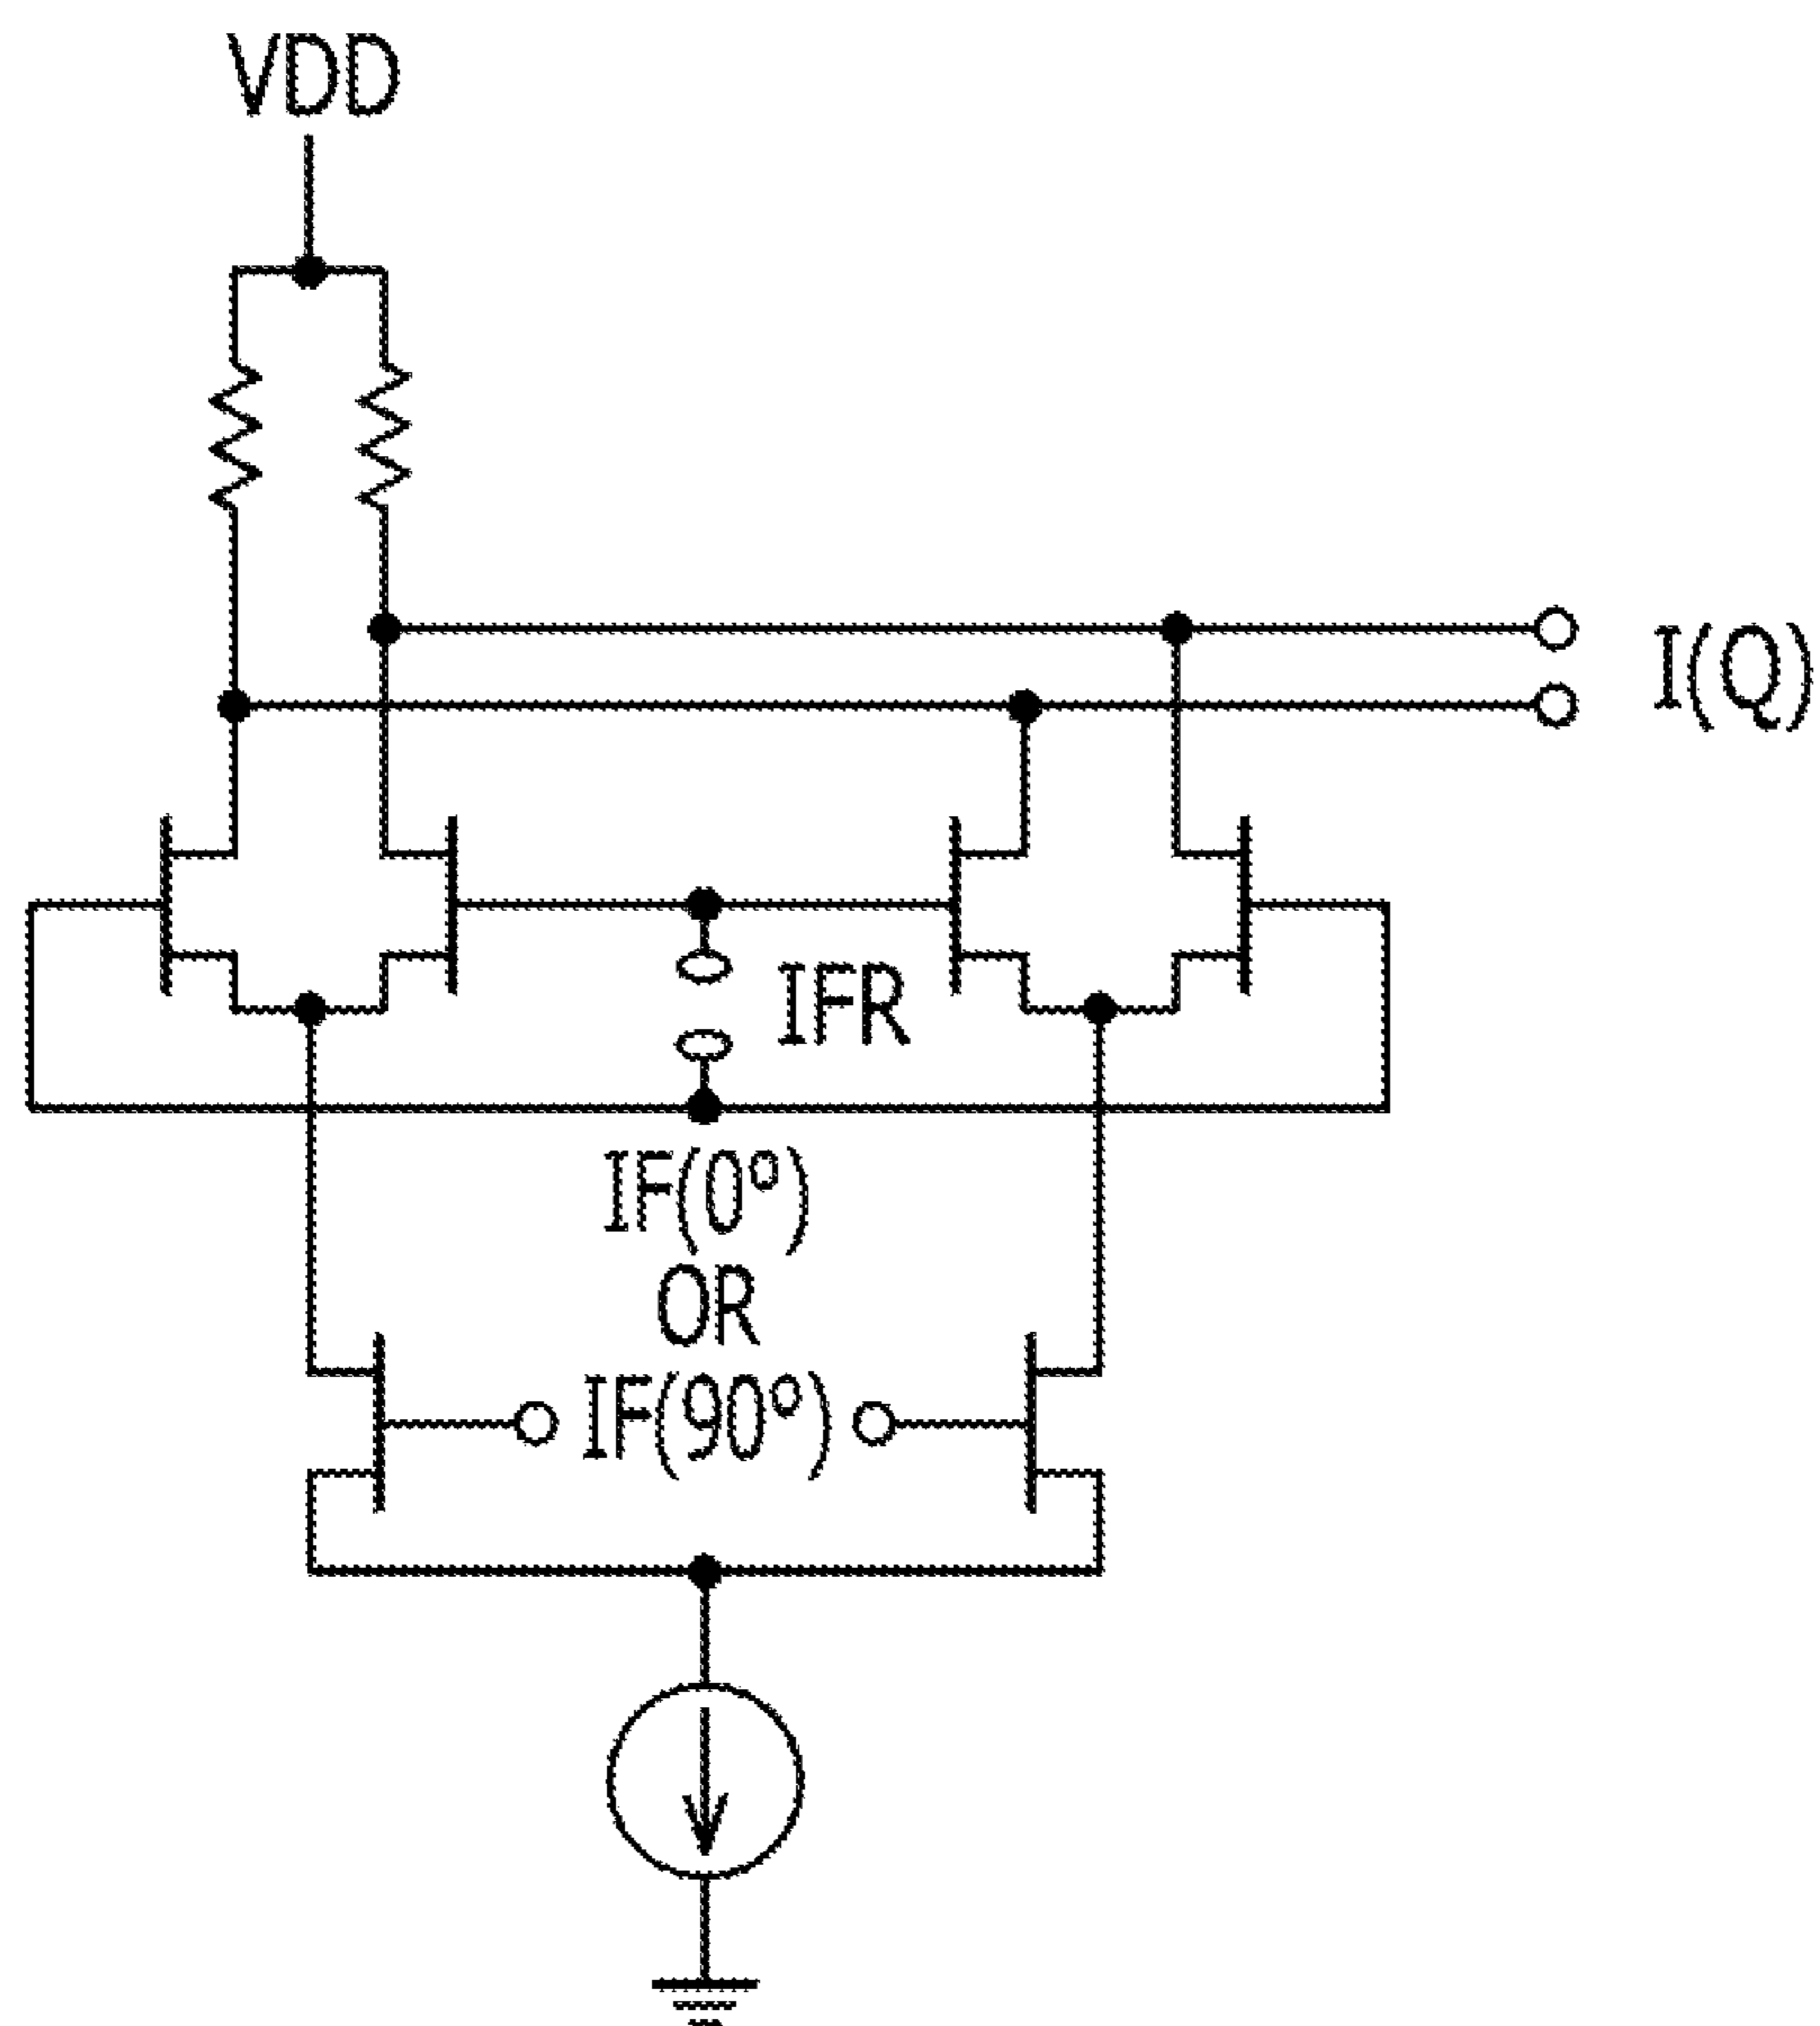 VDD
I(Q)
IFR
IF(0°)
OR
IF(90°)